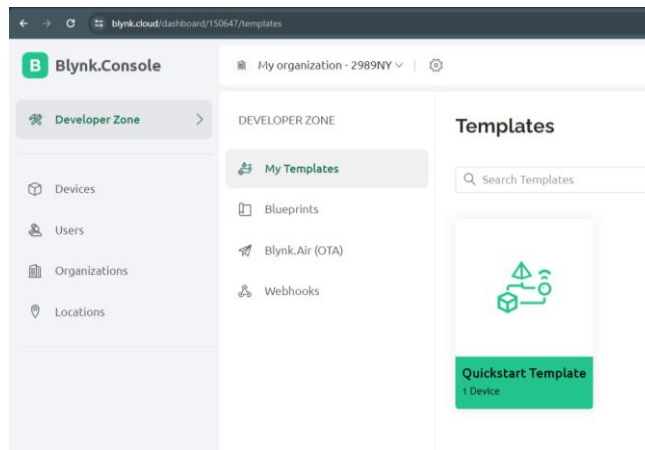 blynk.cloud/dashboard/150647/templates
B Blynk.Console
My organization - 2989NY
Developer Zone
Devices
Users
Organizations
Locations
DEVELOPER ZONE
My Templates
Blueprints
Blynk.Air (OTA)
Webhooks
Templates
Search Templates
Quickstart Template
1 Device